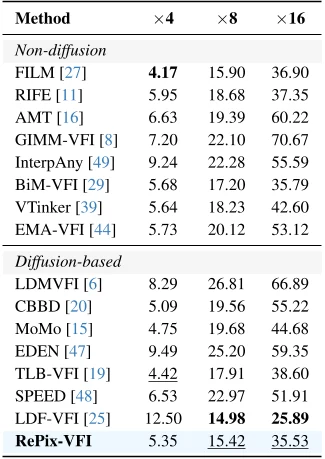 Method ×4 ×8 ×16
Non-diffusion
FILM [27] 4.17 15.90 36.90
RIFE [11] 5.95 18.68 37.35
AMT [16] 6.63 19.39 60.22
GIMM-VFI [8] 7.20 22.10 70.67
InterpAny [49] 9.24 22.28 55.59
BiM-VFI [29] 5.68 17.20 35.79
VTinker [39] 5.64 18.23 42.60
EMA-VFI [44] 5.73 20.12 53.12
Diffusion-based
LDMVFI [6] 8.29 26.81 66.89
CBBD [20] 5.09 19.56 55.22
MoMo [15] 4.75 19.68 44.68
EDEN [47] 9.49 25.20 59.35
TLB-VFI [19] 4.42 17.91 38.60
SPEED [48] 6.53 22.97 51.91
LDF-VFI [25] 12.50 14.98 25.89
RePix-VFI 5.35 15.42 35.53